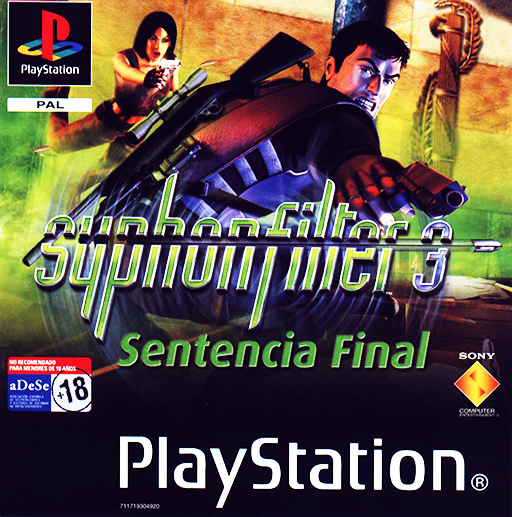 PlayStation
PAL
syphon filter 3
Sentencia Final
NO RECOMENDADO
PARA MENORES DE 18 AÑOS
aDeSe
+18
SONY
COMPUTER
ENTERTAINMENT
PlayStation®
711719304920